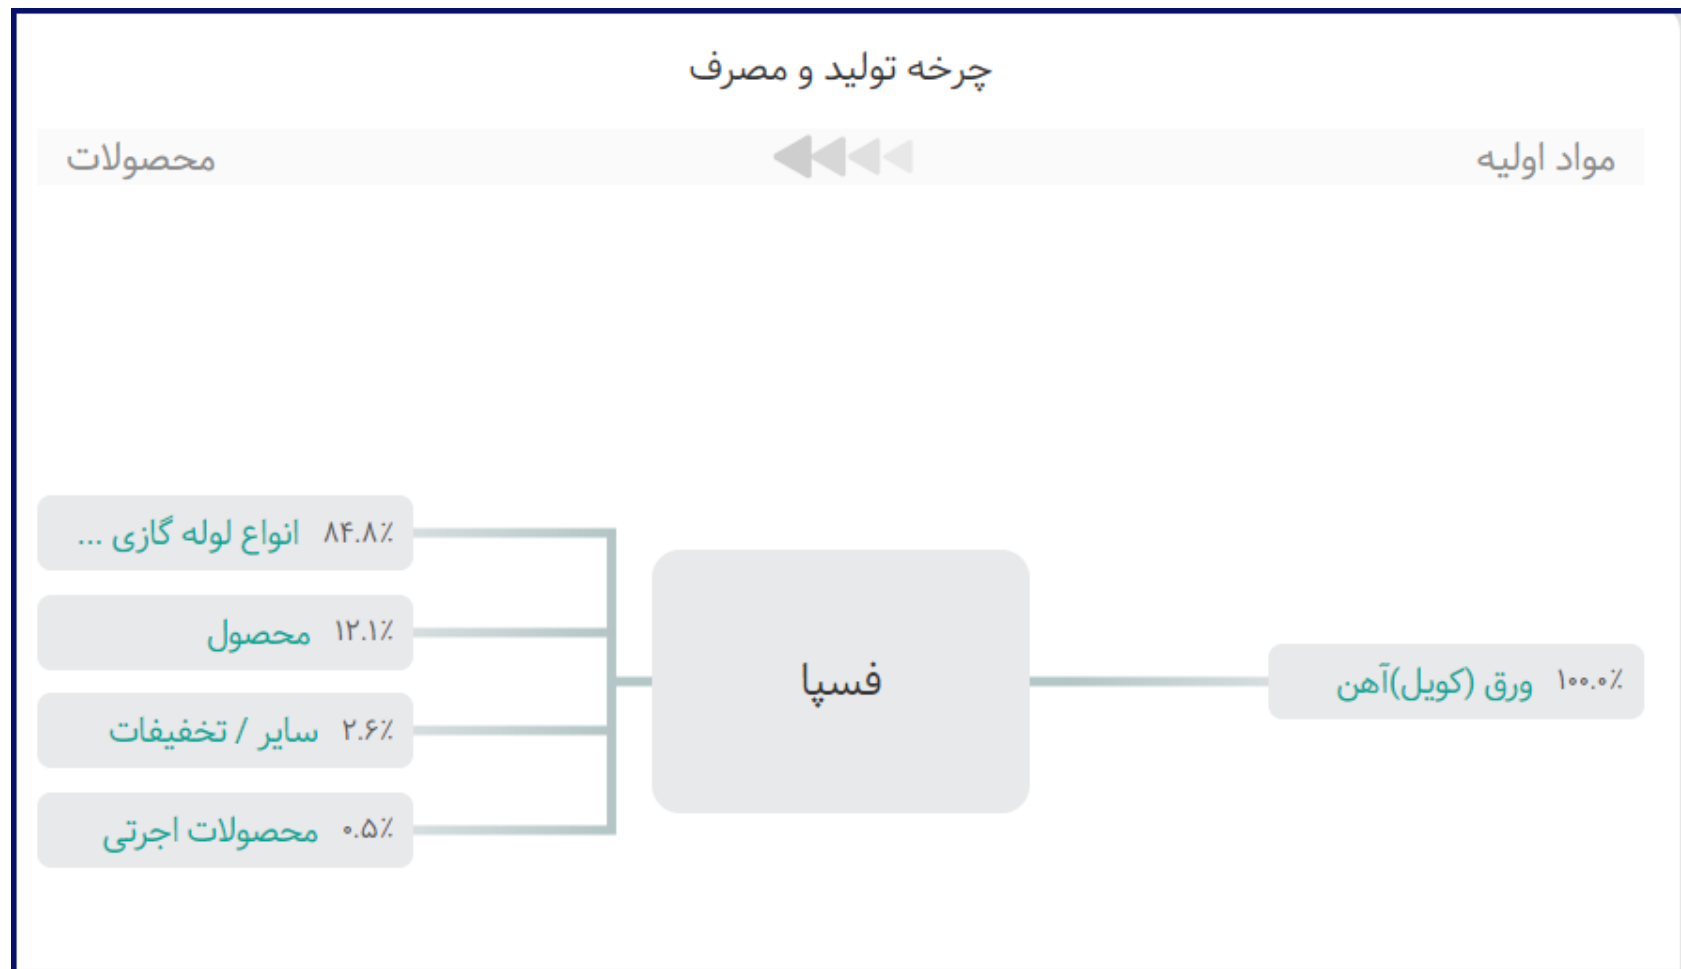 چرخه تولید و مصرف
مواد اولیه
محصولات
۱۰۰.۰٪ ورق (کویل)آهن
فسپا
۸۴.۸٪ انواع لوله گازی ...
۱۲.۱٪ محصول
۲.۶٪ سایر / تخفیفات
۰.۵٪ محصولات اجرتی